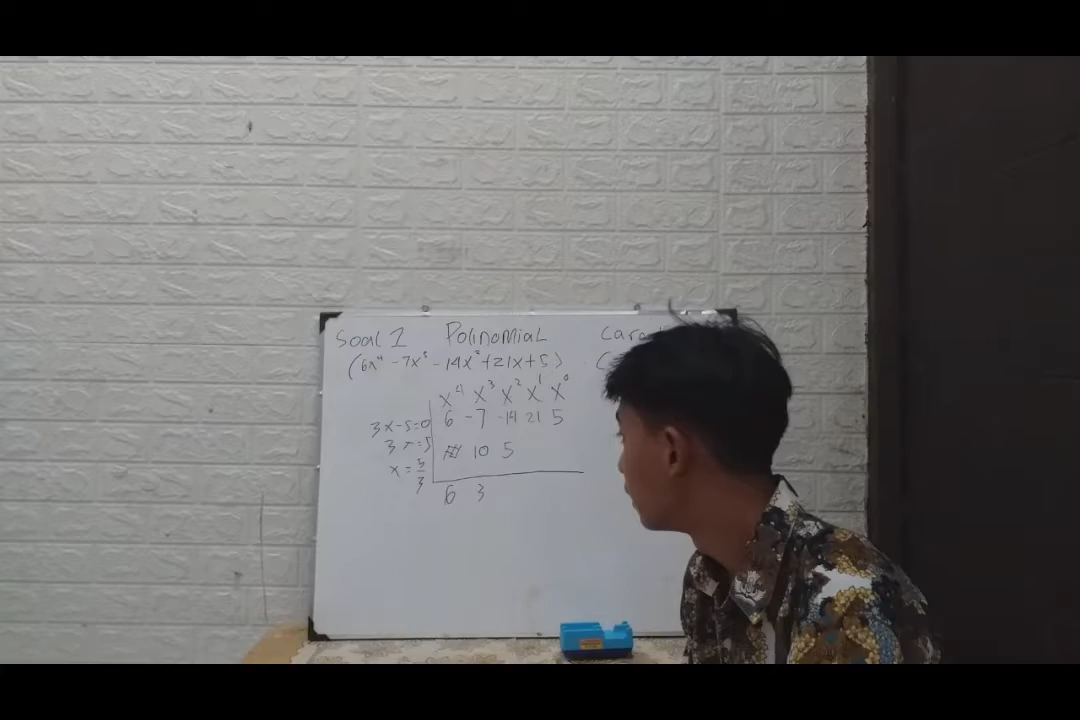 Soal 1 Polinomial
(6x⁴ - 7x³ - 14x² + 21x + 5) : (
x⁴ x³ x² x¹ x⁰
3x - 5 = 0 6 -7 -14 21 5
3x = 5 10 5
x = 5/3
6 3